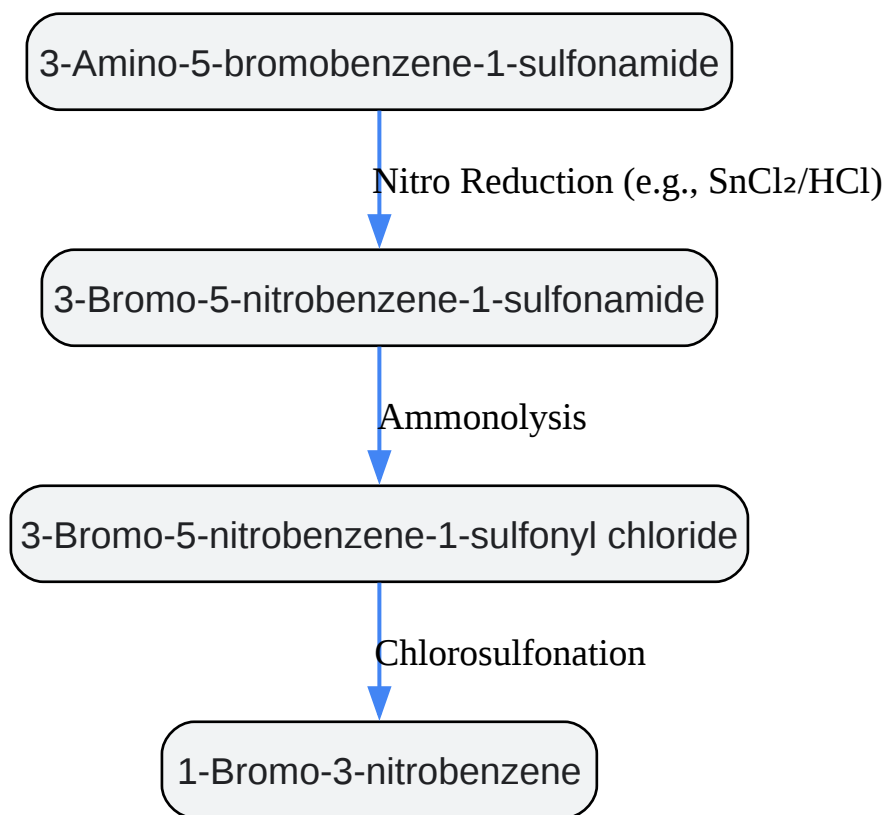 3-Amino-5-bromobenzene-1-sulfonamide
Nitro Reduction (e.g., SnCl₂/HCl)
3-Bromo-5-nitrobenzene-1-sulfonamide
Ammonolysis
3-Bromo-5-nitrobenzene-1-sulfonyl chloride
Chlorosulfonation
1-Bromo-3-nitrobenzene